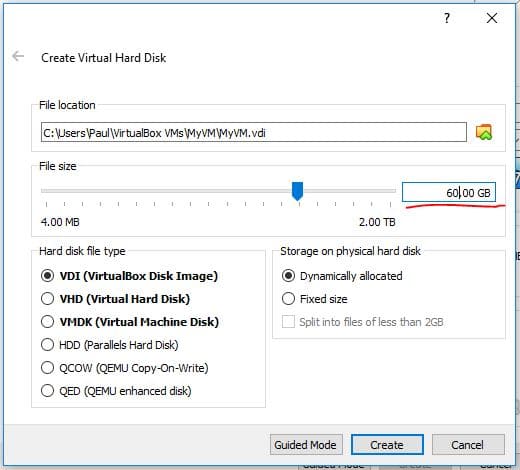 ?
Create Virtual Hard Disk
File location
C:\Users\Paul\VirtualBox VMs\MyVM\MyVM.vdi
File size
60.00 GB
4.00 MB 2.00 TB
Hard disk file type Storage on physical hard disk
VDI (VirtualBox Disk Image) Dynamically allocated
VHD (Virtual Hard Disk) Fixed size
VMDK (Virtual Machine Disk) Split into files of less than 2GB
HDD (Parallels Hard Disk)
QCOW (QEMU Copy-On-Write)
QED (QEMU enhanced disk)
Guided Mode Create Cancel